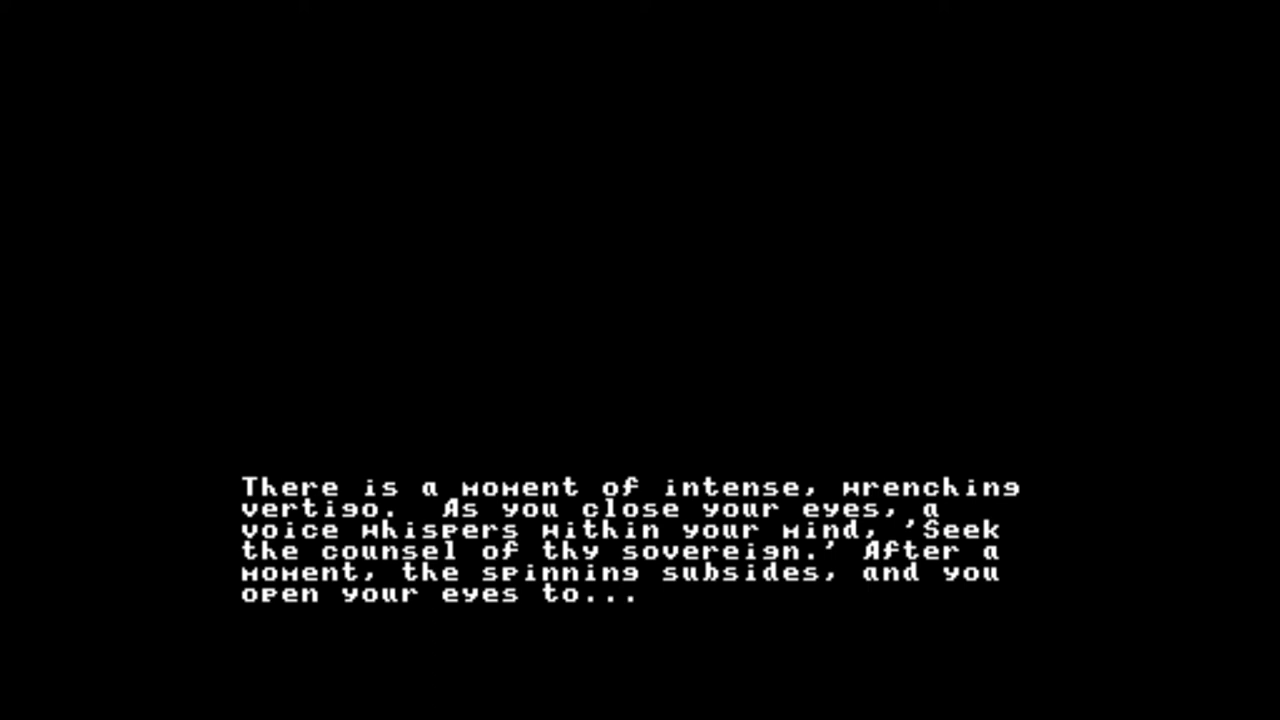 There is a moment of intense, wrenching
vertigo.  As you close your eyes, a
voice whispers within your mind, 'Seek
the counsel of thy sovereign.' After a
moment, the spinning subsides, and you
open your eyes to...